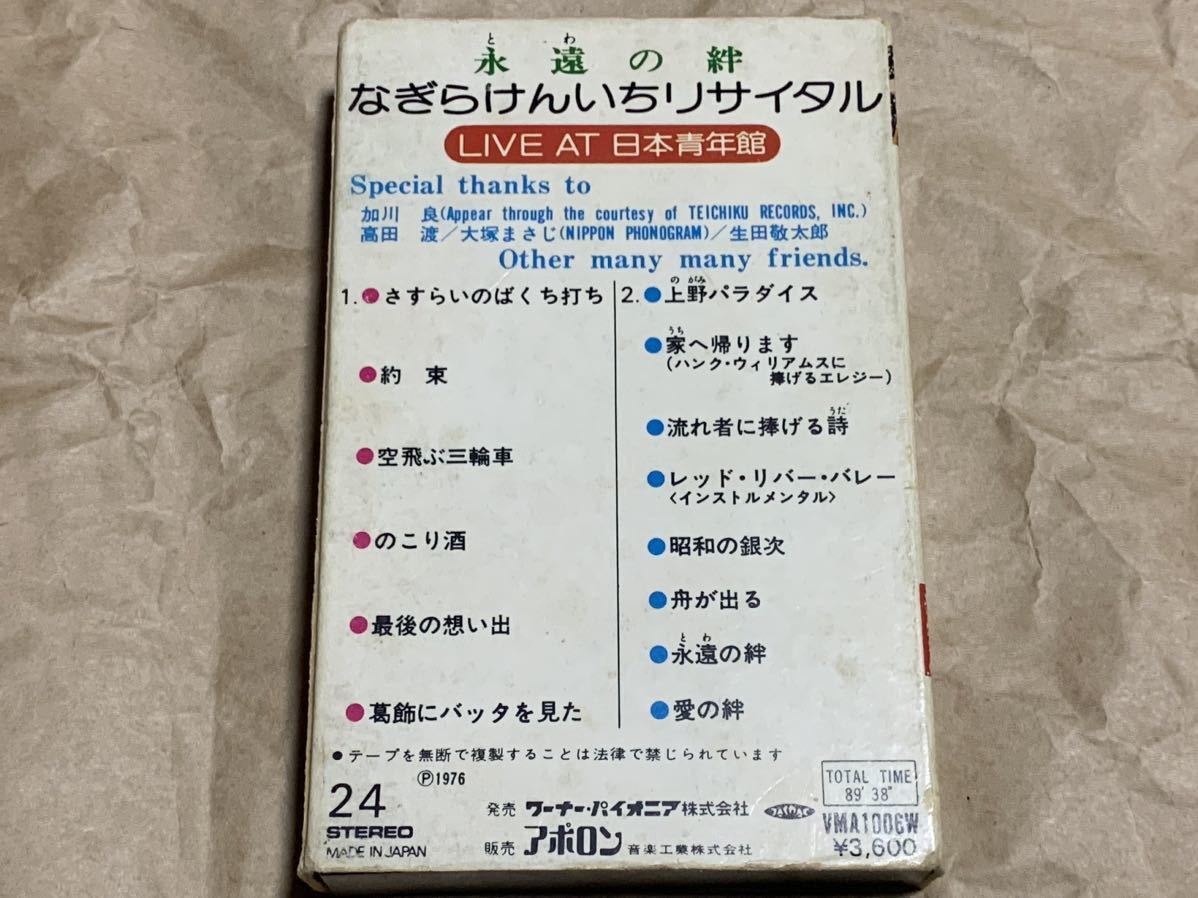 とわ
永遠の絆
なぎらけんいちリサイタル
LIVE AT 日本青年館
Special thanks to
加川 良(Appear through the courtesy of TEICHIKU RECORDS, INC.)
高田 渡／大塚まさじ(NIPPON PHONOGRAM)／生田敬太郎
Other many many friends.
1.●さすらいのばくち打ち
●約 束
●空飛ぶ三輪車
●のこり酒
●最後の想い出
●葛飾にバッタを見た
のがみ
2.●上野パラダイス
うち
●家へ帰ります
(ハンク・ウィリアムスに
捧げるエレジー)
うた
●流れ者に捧げる詩
●レッド・リバー・バレー
〈インストルメンタル〉
●昭和の銀次
●舟が出る
とわ
●永遠の絆
●愛の絆
●テープを無断で複製することは法律で禁じられています
Ⓟ1976
24
STEREO
MADE IN JAPAN
発売 ワーナー・パイオニア株式会社
販売 アポロン音楽工業株式会社
TOTAL TIME
89′38″
VMA1006W
¥3,600